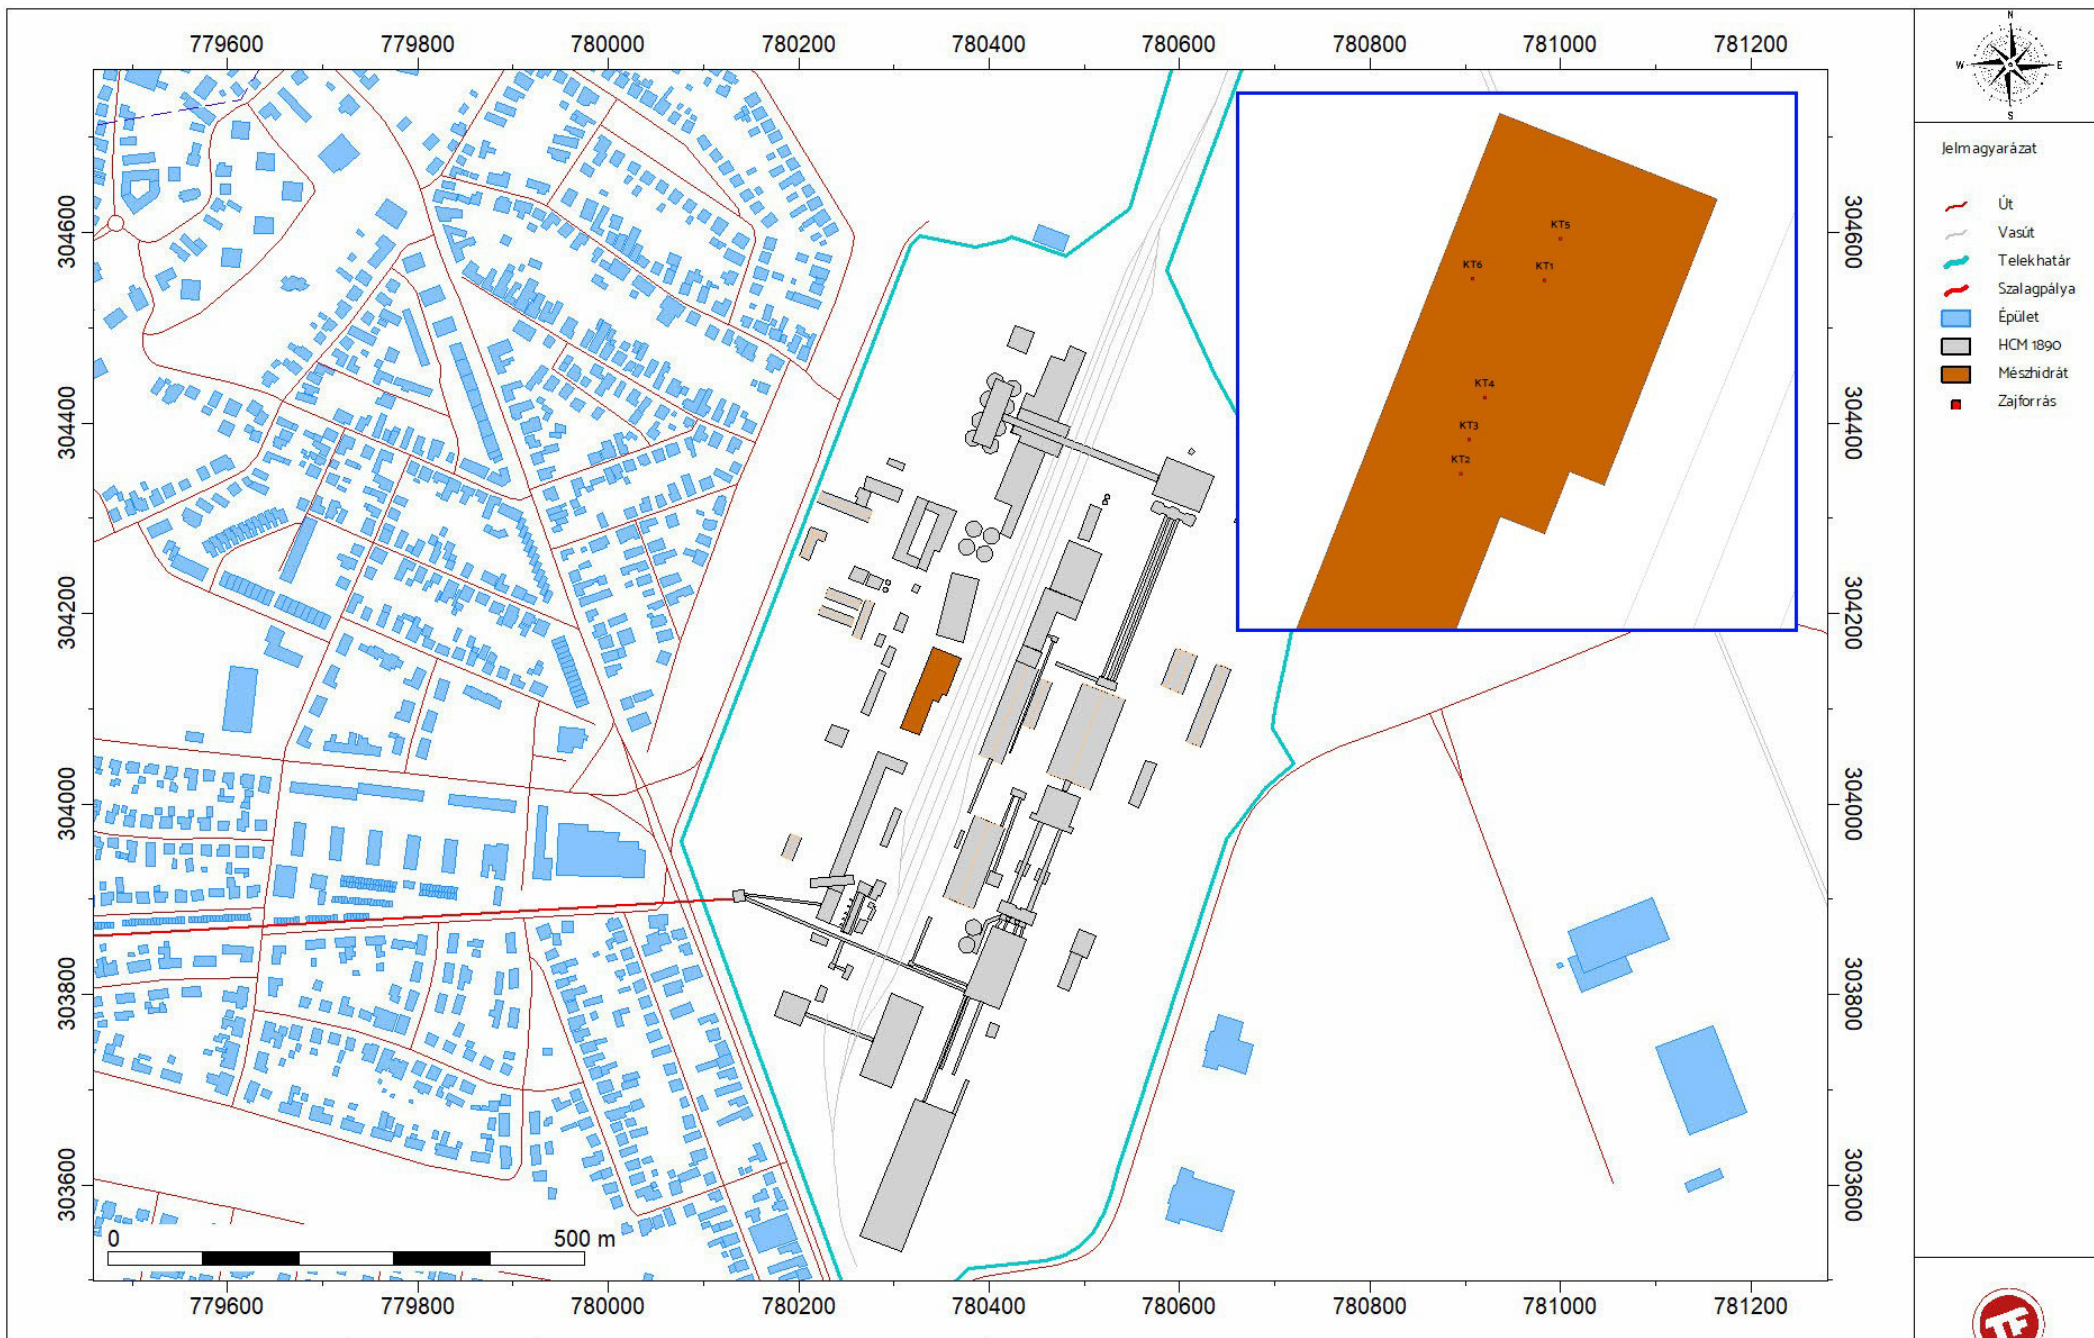 779600 779800 780000 780200 780400 780600 780800 781000 781200
N
W E
S
Jelmagyarázat
Út
Vasút
Telekhatár
Szalagpálya
Épület
HCM 1890
Mészhidrát
Zajforrás
KT5
KT6 KT1
KT4
KT3
KT2
304600 304600
304400 304400
304200 304200
304000 304000
303800 303800
303600 303600
0 500 m
779600 779800 780000 780200 780400 780600 780800 781000 781200
TF